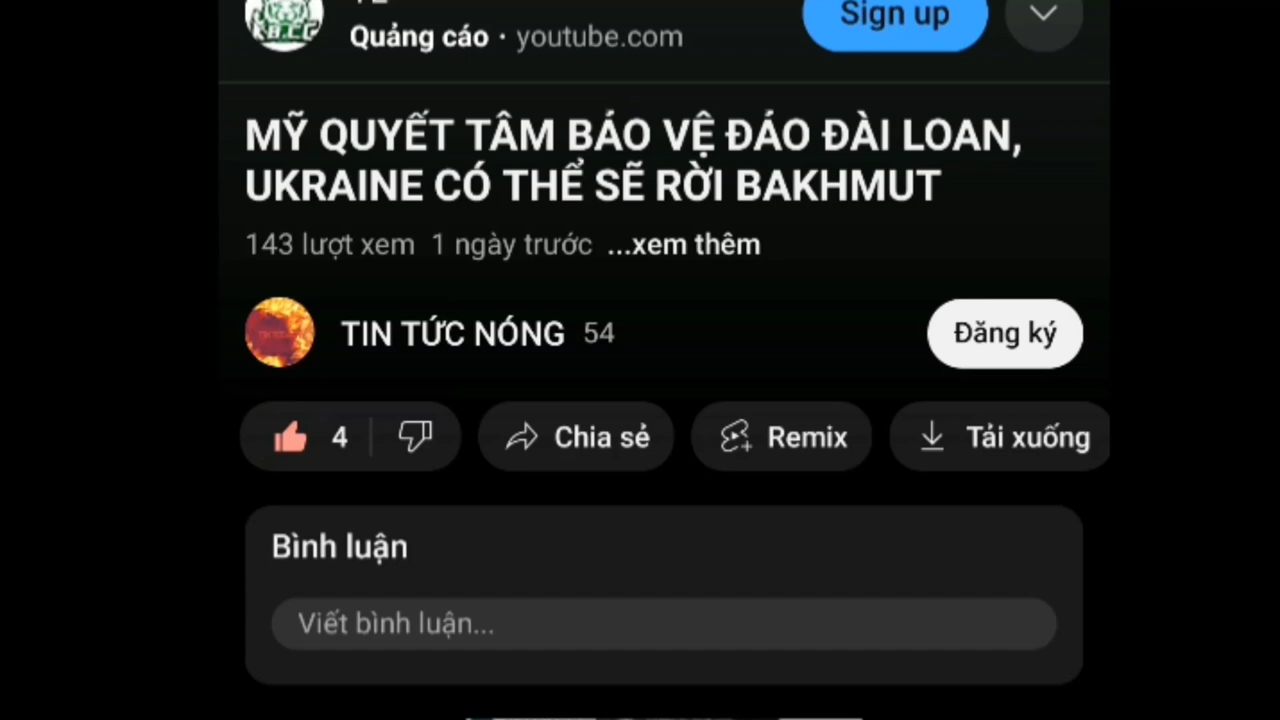 Sign up
Quảng cáo · youtube.com
MỸ QUYẾT TÂM BẢO VỆ ĐẢO ĐÀI LOAN,
UKRAINE CÓ THỂ SẼ RỜI BAKHMUT
143 lượt xem 1 ngày trước ...xem thêm
TIN TỨC NÓNG 54
Đăng ký
4 Chia sẻ Remix Tải xuống
Bình luận
Viết bình luận...